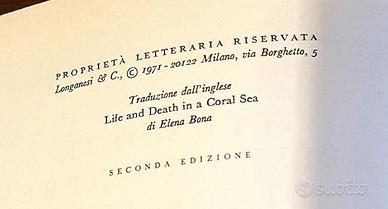 PROPRIETÀ LETTERARIA RISERVATA
Longanesi & C., © 1971 - 20122 Milano, via Borghetto, 5
Traduzione dall'inglese
Life and Death in a Coral Sea
di Elena Bona
SECONDA EDIZIONE
subito